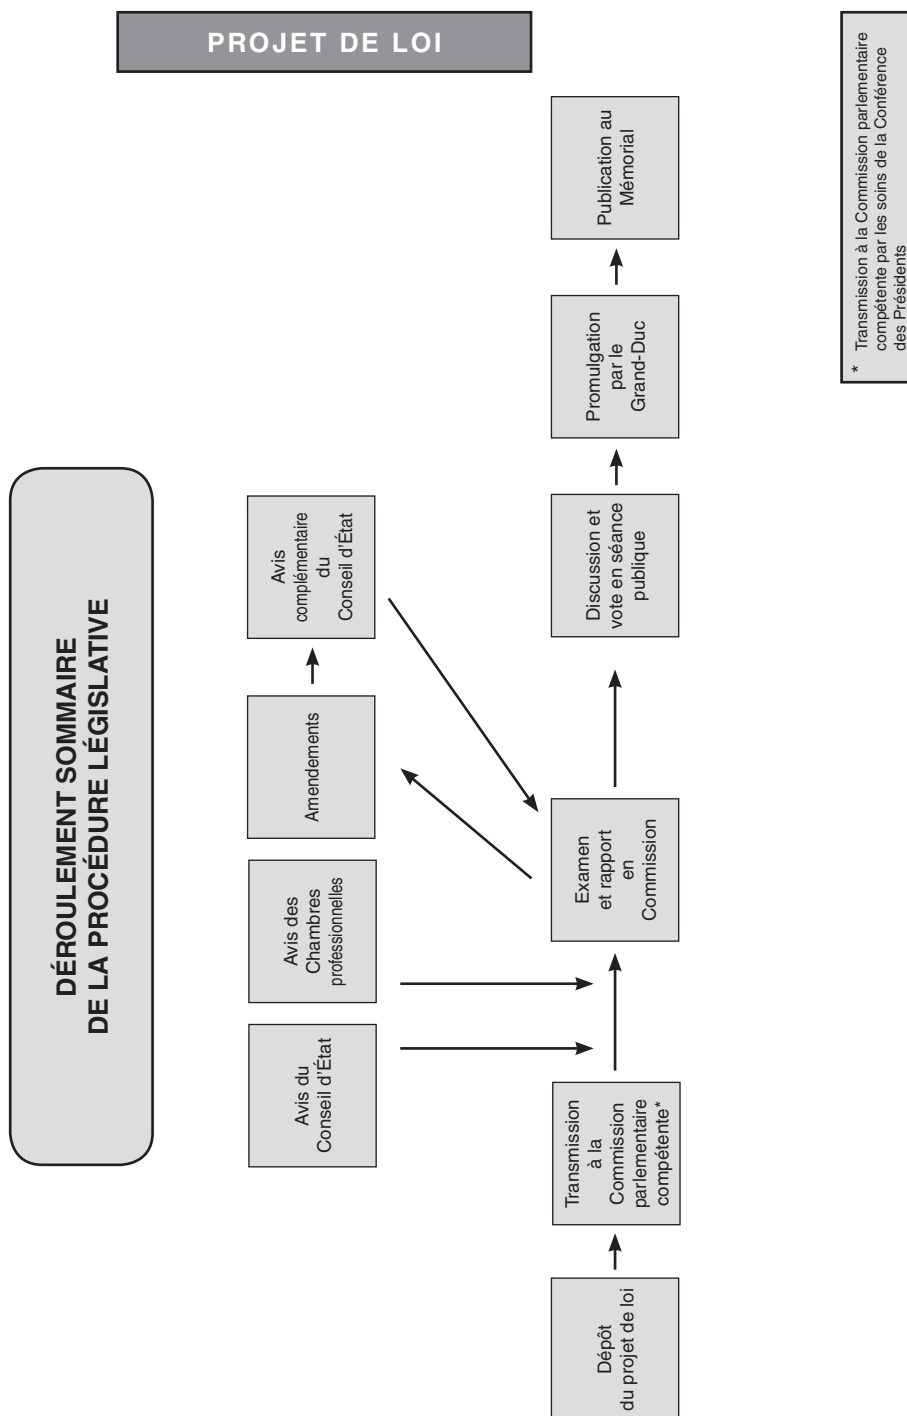 PROJET DE LOI
DÉROULEMENT SOMMAIRE
DE LA PROCÉDURE LÉGISLATIVE
Avis du
Conseil d'État
Avis des
Chambres
professionnelles
Amendements
Avis
complémentaire
du
Conseil d'État
Dépôt
du projet de loi
Transmission
à la
Commission
parlementaire
compétente*
Examen
et rapport
en
Commission
Discussion et
vote en séance
publique
Promulgation
par le
Grand-Duc
Publication au
Mémorial
* Transmission à la Commission parlementaire
compétente par les soins de la Conférence
des Présidents